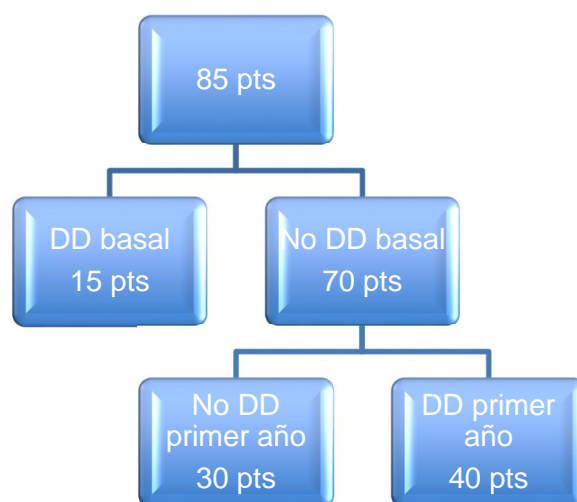 85 pts
DD basal
15 pts
No DD basal
70 pts
No DD
primer año
30 pts
DD primer
año
40 pts